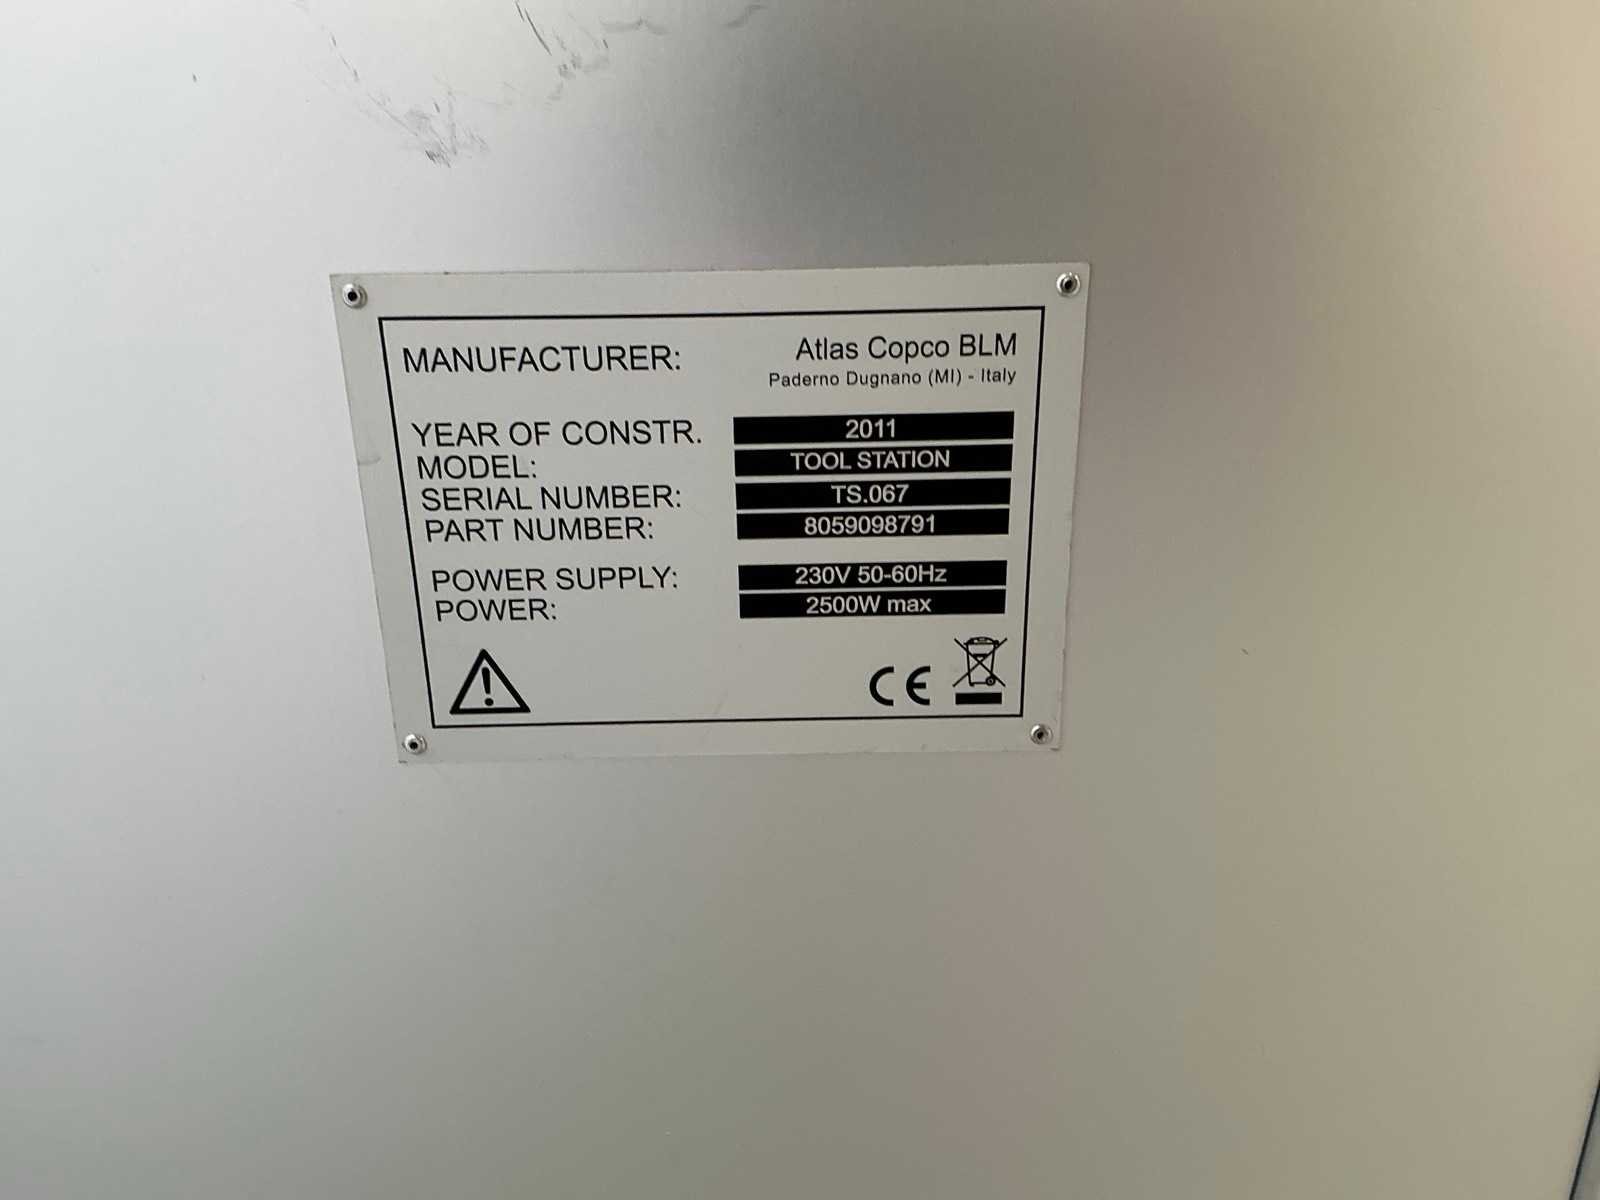 MANUFACTURER: Atlas Copco BLM
Paderno Dugnano (MI) - Italy
YEAR OF CONSTR. 2011
MODEL: TOOL STATION
SERIAL NUMBER: TS.067
PART NUMBER: 8059098791
POWER SUPPLY: 230V 50-60Hz
POWER: 2500W max
CE